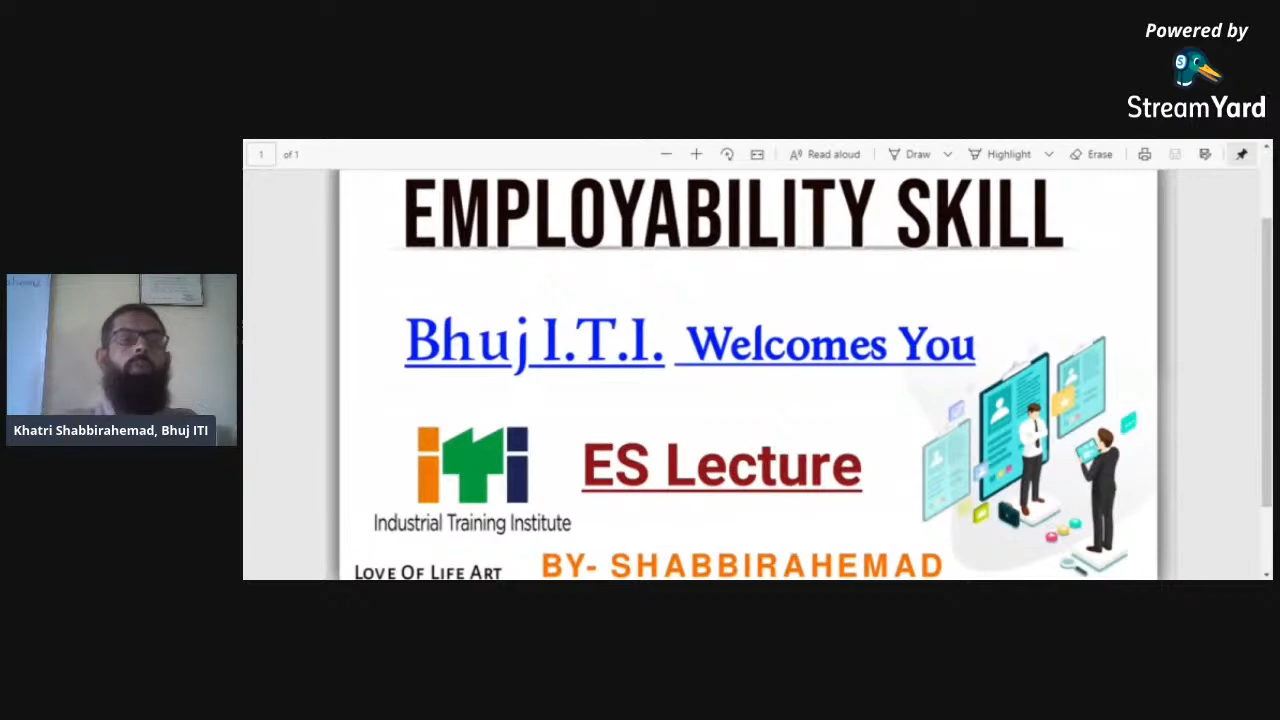 Powered by
StreamYard
1 of 1
Read aloud
Draw
Highlight
Erase
EMPLOYABILITY SKILL
Bhuj I.T.I. Welcomes You
iTi
ES Lecture
Industrial Training Institute
LOVE OF LIFE ART
BY- SHABBIRAHEMAD
Khatri Shabbirahemad, Bhuj ITI